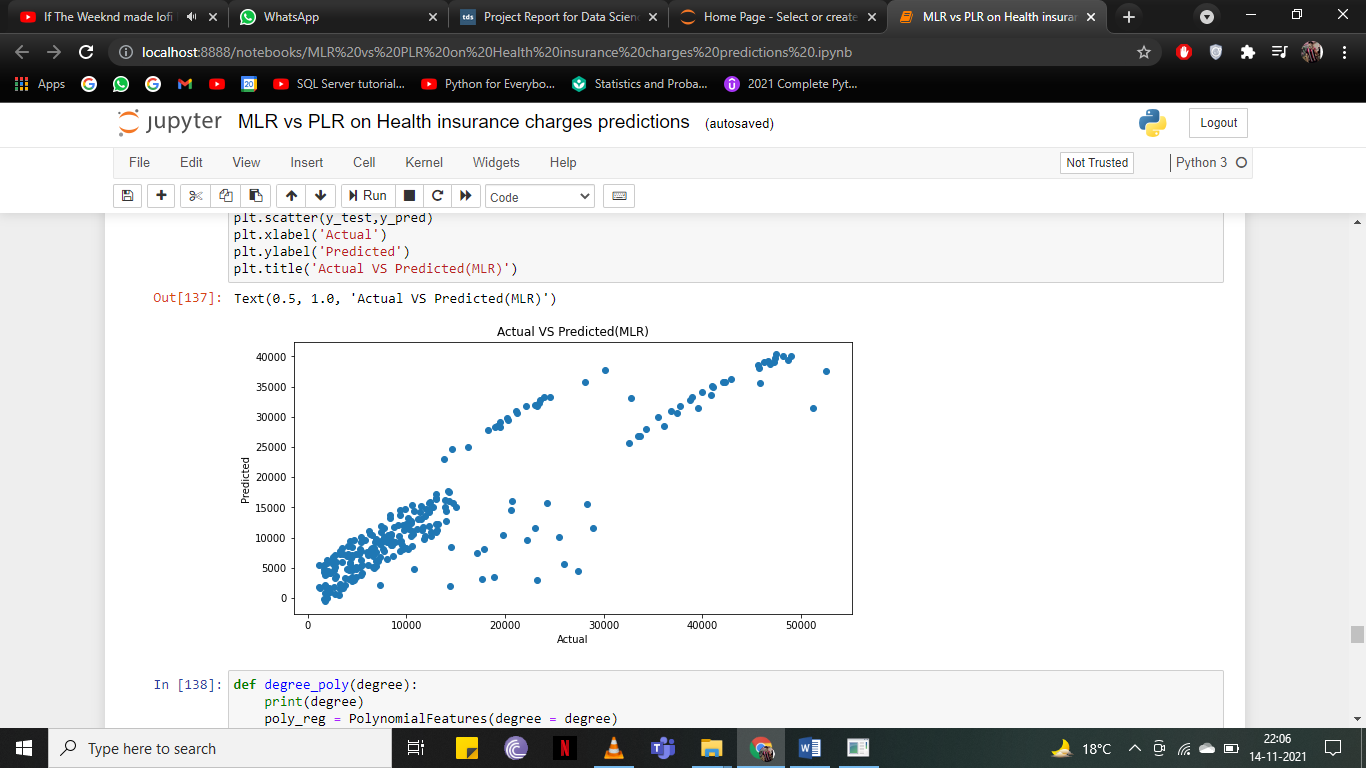 If The Weeknd made lofi
WhatsApp
Project Report for Data Scien
Home Page - Select or create
MLR vs PLR on Health insura
localhost:8888/notebooks/MLR%20vs%20PLR%20on%20Health%20insurance%20charges%20predictions%20.ipynb
Apps
20
SQL Server tutorial...
Python for Everybo...
Statistics and Proba...
2021 Complete Pyt...
jupyter MLR vs PLR on Health insurance charges predictions (autosaved)
Logout
File Edit View Insert Cell Kernel Widgets Help
Not Trusted
Python 3
Run
Code
plt.scatter(y_test,y_pred)
plt.xlabel('Actual')
plt.ylabel('Predicted')
plt.title('Actual VS Predicted(MLR)')
Out[137]: Text(0.5, 1.0, 'Actual VS Predicted(MLR)')
Actual VS Predicted(MLR)
40000
35000
30000
25000
20000
15000
10000
5000
0
Predicted
0 10000 20000 30000 40000 50000
Actual
In [138]: def degree_poly(degree):
print(degree)
poly_reg = PolynomialFeatures(degree = degree)
Type here to search
18°C
22:06
14-11-2021